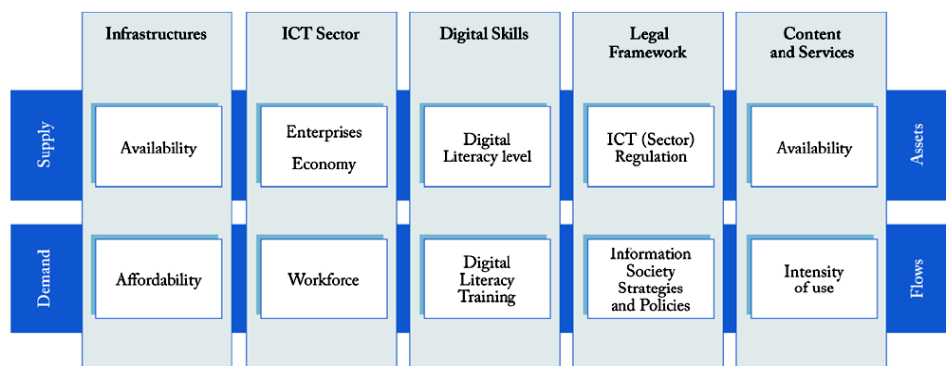 Infrastructures
ICT Sector
Digital Skills
Legal
Framework
Content
and Services
Supply
Availability
Enterprises
Economy
Digital
Literacy level
ICT (Sector)
Regulation
Availability
Assets
Demand
Affordability
Workforce
Digital
Literacy
Training
Information
Society
Strategies
and Policies
Intensity
of use
Flows